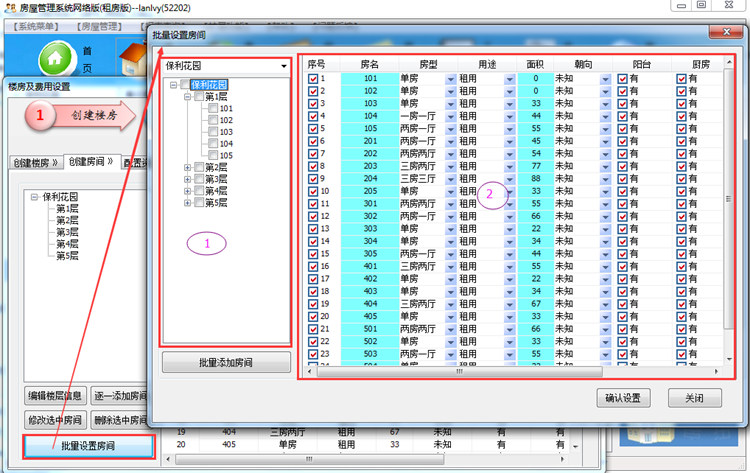 房屋管理系统网络版(租房版)--lanlvy(52202)
【系统菜单】 【房屋管理】
首页
楼房及费用设置
1 创建楼房
创建楼房 》 创建房间 》
保利花园
第1层
第2层
第3层
第4层
第5层
编辑楼层信息 逐一添加房间
修改选中房间 删除选中房间
批量设置房间
批量设置房间
保利花园
保利花园
第1层
101
102
103
104
105
第2层
第3层
第4层
第5层
1
批量添加房间
序号 房名 房型 用途 面积 朝向 阳台 厨房
1 101 单房 租用 0 未知 有 有
2 102 单房 租用 0 未知 有 有
3 103 单房 租用 33 未知 有 有
4 104 一房一厅 租用 44 未知 有 有
5 105 两房两厅 租用 55 未知 有 有
6 201 两房一厅 租用 45 未知 有 有
7 202 两房两厅 租用 54 未知 有 有
8 203 三房两厅 租用 77 未知 有 有
9 204 三房三厅 租用 88 未知 有 有
10 205 单房 租用 33 未知 有 有
11 301 两房两厅 租用 55 未知 有 有
12 302 两房一厅 租用 66 未知 有 有
13 303 单房 租用 22 未知 有 有
14 304 单房 租用 34 未知 有 有
15 305 两房一厅 租用 44 未知 有 有
16 401 三房两厅 租用 55 未知 有 有
17 402 单房 租用 22 未知 有 有
18 403 单房 租用 34 未知 有 有
19 404 三房两厅 租用 67 未知 有 有
20 405 单房 租用 33 未知 有 有
21 501 两房两厅 租用 66 未知 有 有
22 502 单房 租用 33 未知 有 有
23 503 两房一厅 租用 55 未知 有 有
2
确认设置 关闭
19 404 三房两厅 租用 67 未知 有 有
20 405 单房 租用 33 未知 有 有